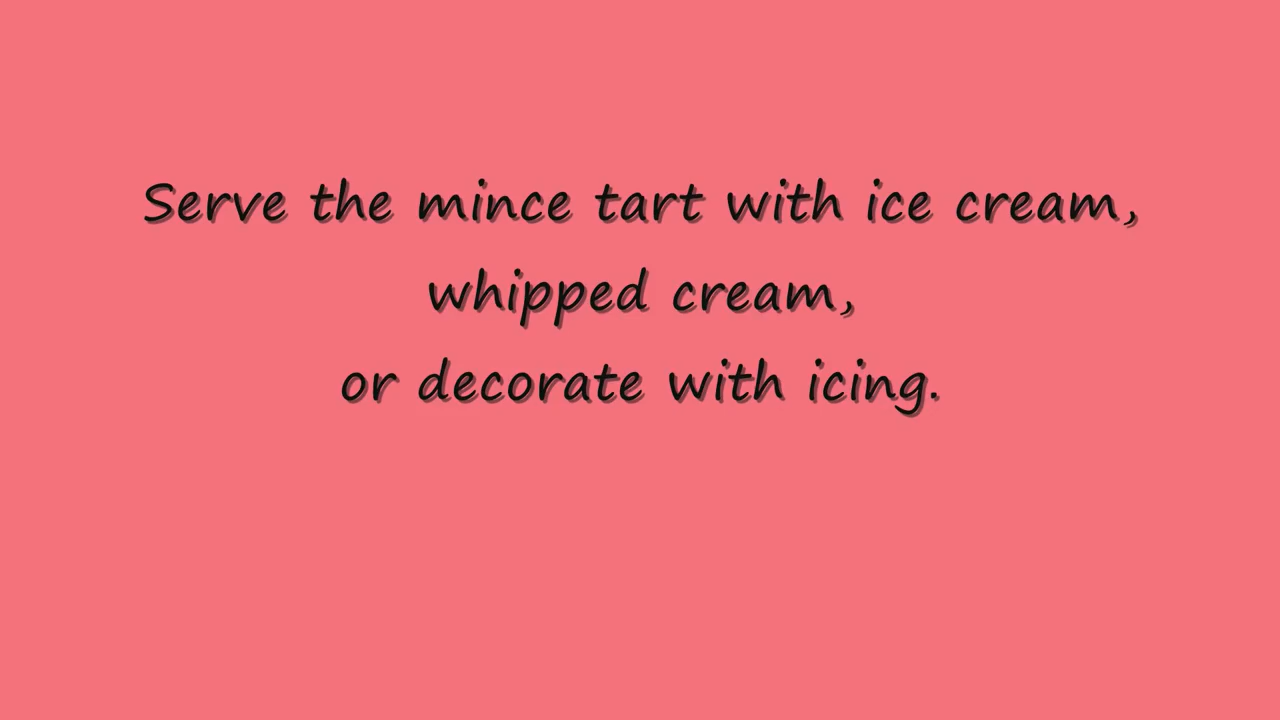 Serve the mince tart with ice cream,
whipped cream,
or decorate with icing.